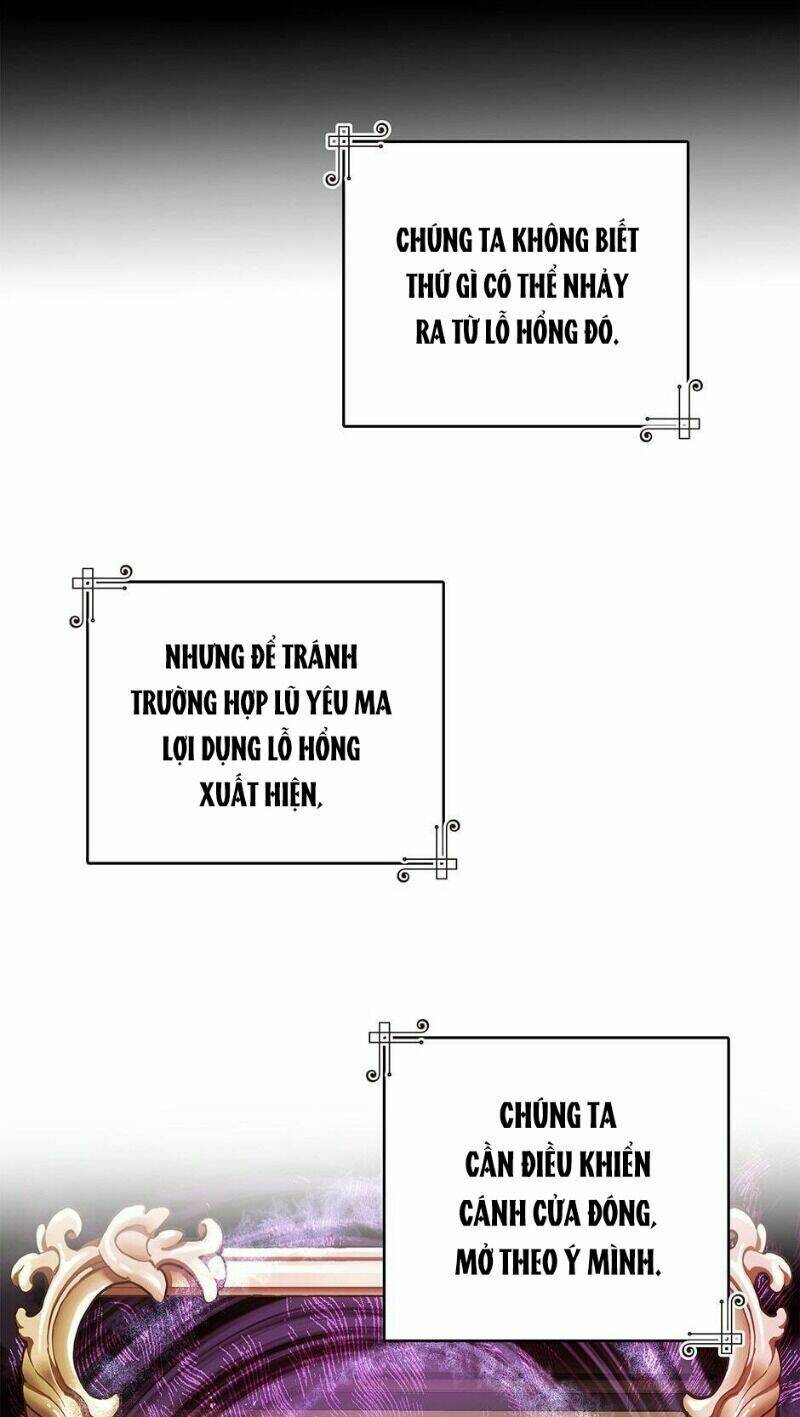 CHÚNG TA KHÔNG BIẾT
THỨ GÌ CÓ THỂ NHẢY
RA TỪ LỖ HỔNG ĐÓ.
NHƯNG ĐỂ TRÁNH
TRƯỜNG HỢP LŨ YÊU MA
LỢI DỤNG LỖ HỔNG
XUẤT HIỆN,
CHÚNG TA
CẦN ĐIỀU KHIỂN
CÁNH CỬA ĐÓNG,
MỞ THEO Ý MÌNH.